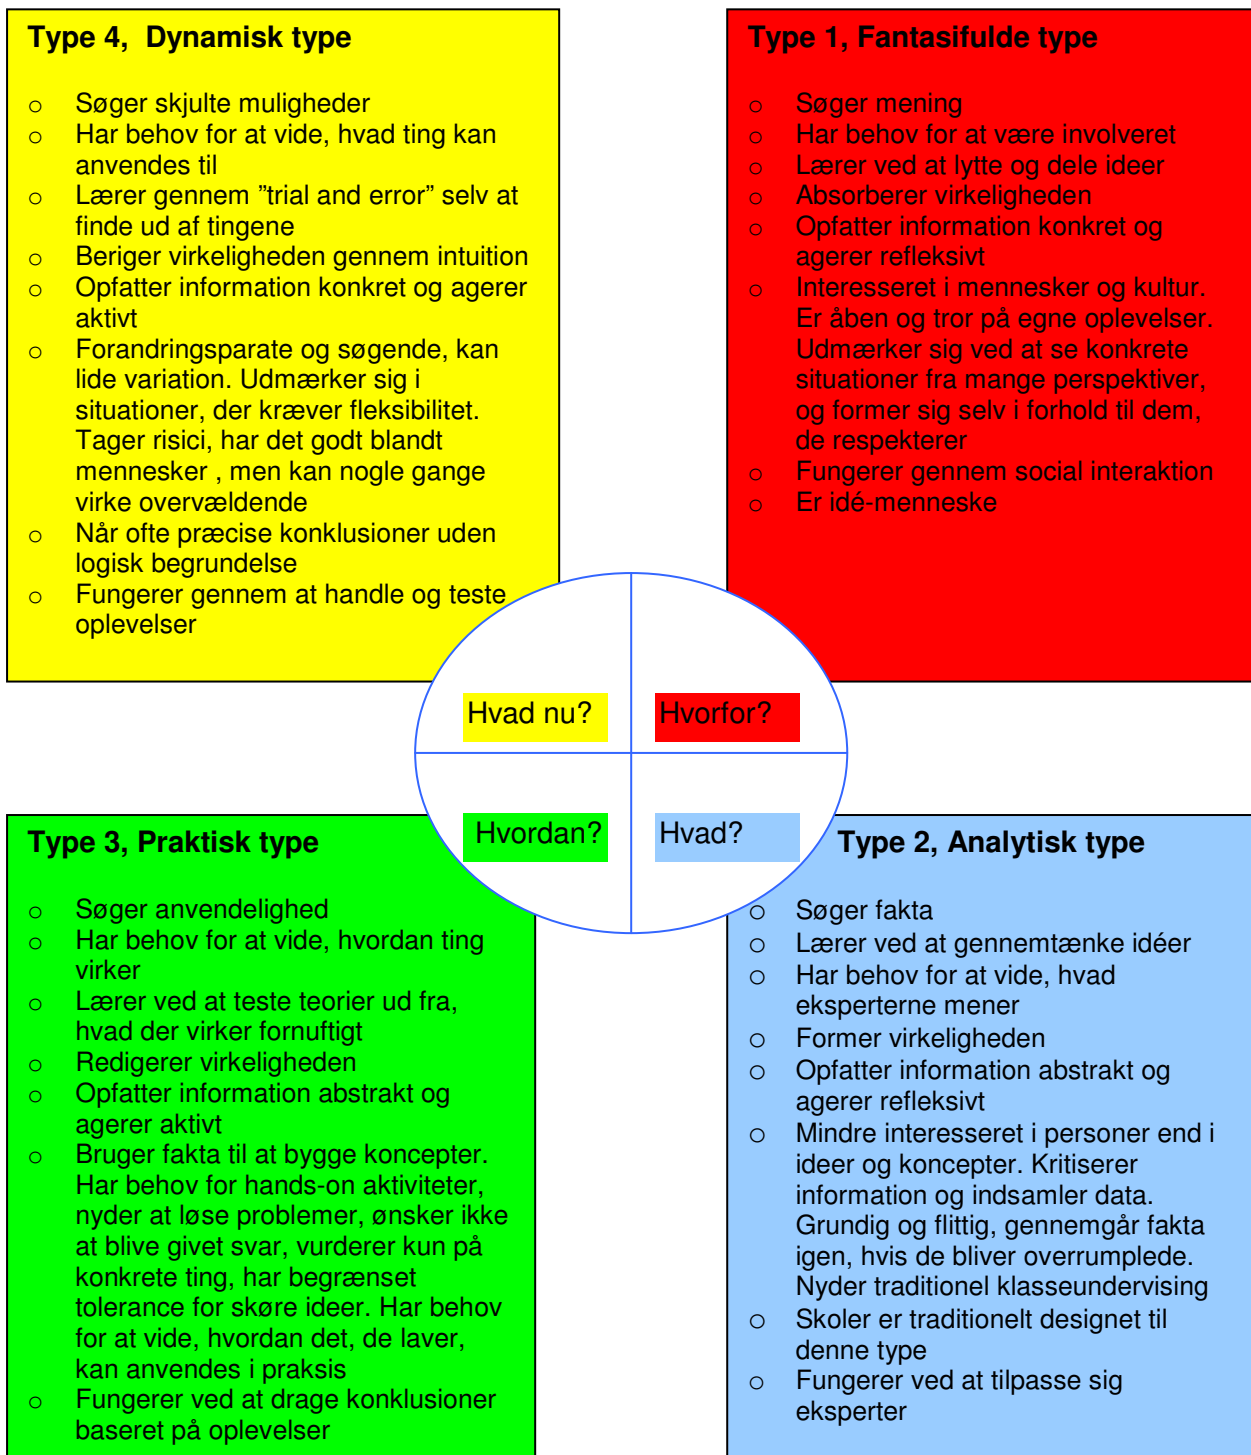 Type 4,  Dynamisk type
o Søger skjulte muligheder
o Har behov for at vide, hvad ting kan
anvendes til
o Lærer gennem ”trial and error” selv at
finde ud af tingene
o Beriger virkeligheden gennem intuition
o Opfatter information konkret og agerer
aktivt
o Forandringsparate og søgende, kan
lide variation. Udmærker sig i
situationer, der kræver fleksibilitet.
Tager risici, har det godt blandt
mennesker , men kan nogle gange
virke overvældende
o Når ofte præcise konklusioner uden
logisk begrundelse
o Fungerer gennem at handle og teste
oplevelser
Type 1, Fantasifulde type
o Søger mening
o Har behov for at være involveret
o Lærer ved at lytte og dele ideer
o Absorberer virkeligheden
o Opfatter information konkret og
agerer refleksivt
o Interesseret i mennesker og kultur.
Er åben og tror på egne oplevelser.
Udmærker sig ved at se konkrete
situationer fra mange perspektiver,
og former sig selv i forhold til dem,
de respekterer
o Fungerer gennem social interaktion
o Er idé-menneske
Hvad nu?
Hvorfor?
Hvordan?
Hvad?
Type 3, Praktisk type
o Søger anvendelighed
o Har behov for at vide, hvordan ting
virker
o Lærer ved at teste teorier ud fra,
hvad der virker fornuftigt
o Redigerer virkeligheden
o Opfatter information abstrakt og
agerer aktivt
o Bruger fakta til at bygge koncepter.
Har behov for hands-on aktiviteter,
nyder at løse problemer, ønsker ikke
at blive givet svar, vurderer kun på
konkrete ting, har begrænset
tolerance for skøre ideer. Har behov
for at vide, hvordan det, de laver,
kan anvendes i praksis
o Fungerer ved at drage konklusioner
baseret på oplevelser
Type 2, Analytisk type
o Søger fakta
o Lærer ved at gennemtænke idéer
o Har behov for at vide, hvad
eksperterne mener
o Former virkeligheden
o Opfatter information abstrakt og
agerer refleksivt
o Mindre interesseret i personer end i
ideer og koncepter. Kritiserer
information og indsamler data.
Grundig og flittig, gennemgår fakta
igen, hvis de bliver overrumplede.
Nyder traditionel klasseundervising
o Skoler er traditionelt designet til
denne type
o Fungerer ved at tilpasse sig
eksperter